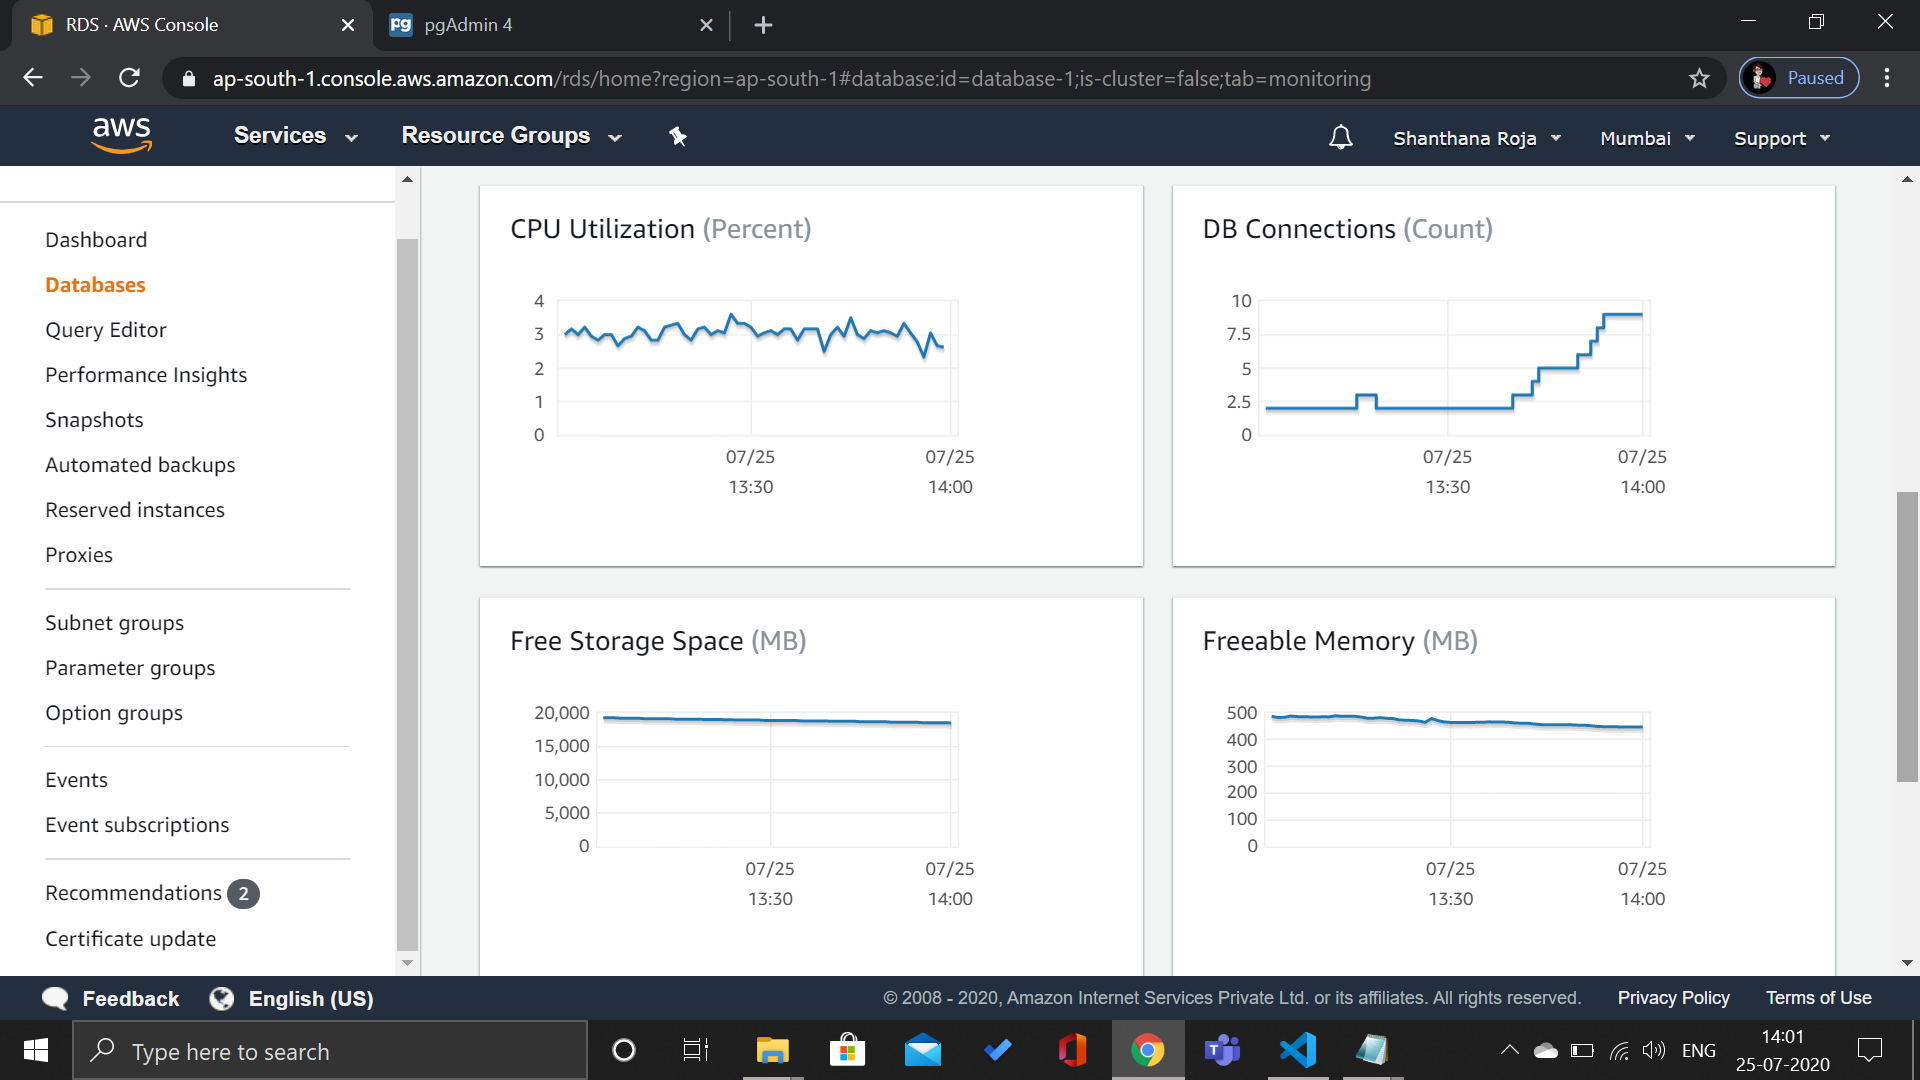 RDS · AWS Console
pgAdmin 4
ap-south-1.console.aws.amazon.com/rds/home?region=ap-south-1#database:id=database-1;is-cluster=false;tab=monitoring
Paused
aws
Services
Resource Groups
Shanthana Roja
Mumbai
Support
Dashboard
Databases
Query Editor
Performance Insights
Snapshots
Automated backups
Reserved instances
Proxies
Subnet groups
Parameter groups
Option groups
Events
Event subscriptions
Recommendations 2
Certificate update
CPU Utilization (Percent)
4
3
2
1
0
07/25
13:30
07/25
14:00
DB Connections (Count)
10
7.5
5
2.5
0
07/25
13:30
07/25
14:00
Free Storage Space (MB)
20,000
15,000
10,000
5,000
0
07/25
13:30
07/25
14:00
Freeable Memory (MB)
500
400
300
200
100
0
07/25
13:30
07/25
14:00
Feedback
English (US)
© 2008 - 2020, Amazon Internet Services Private Ltd. or its affiliates. All rights reserved.
Privacy Policy
Terms of Use
Type here to search
ENG
14:01
25-07-2020